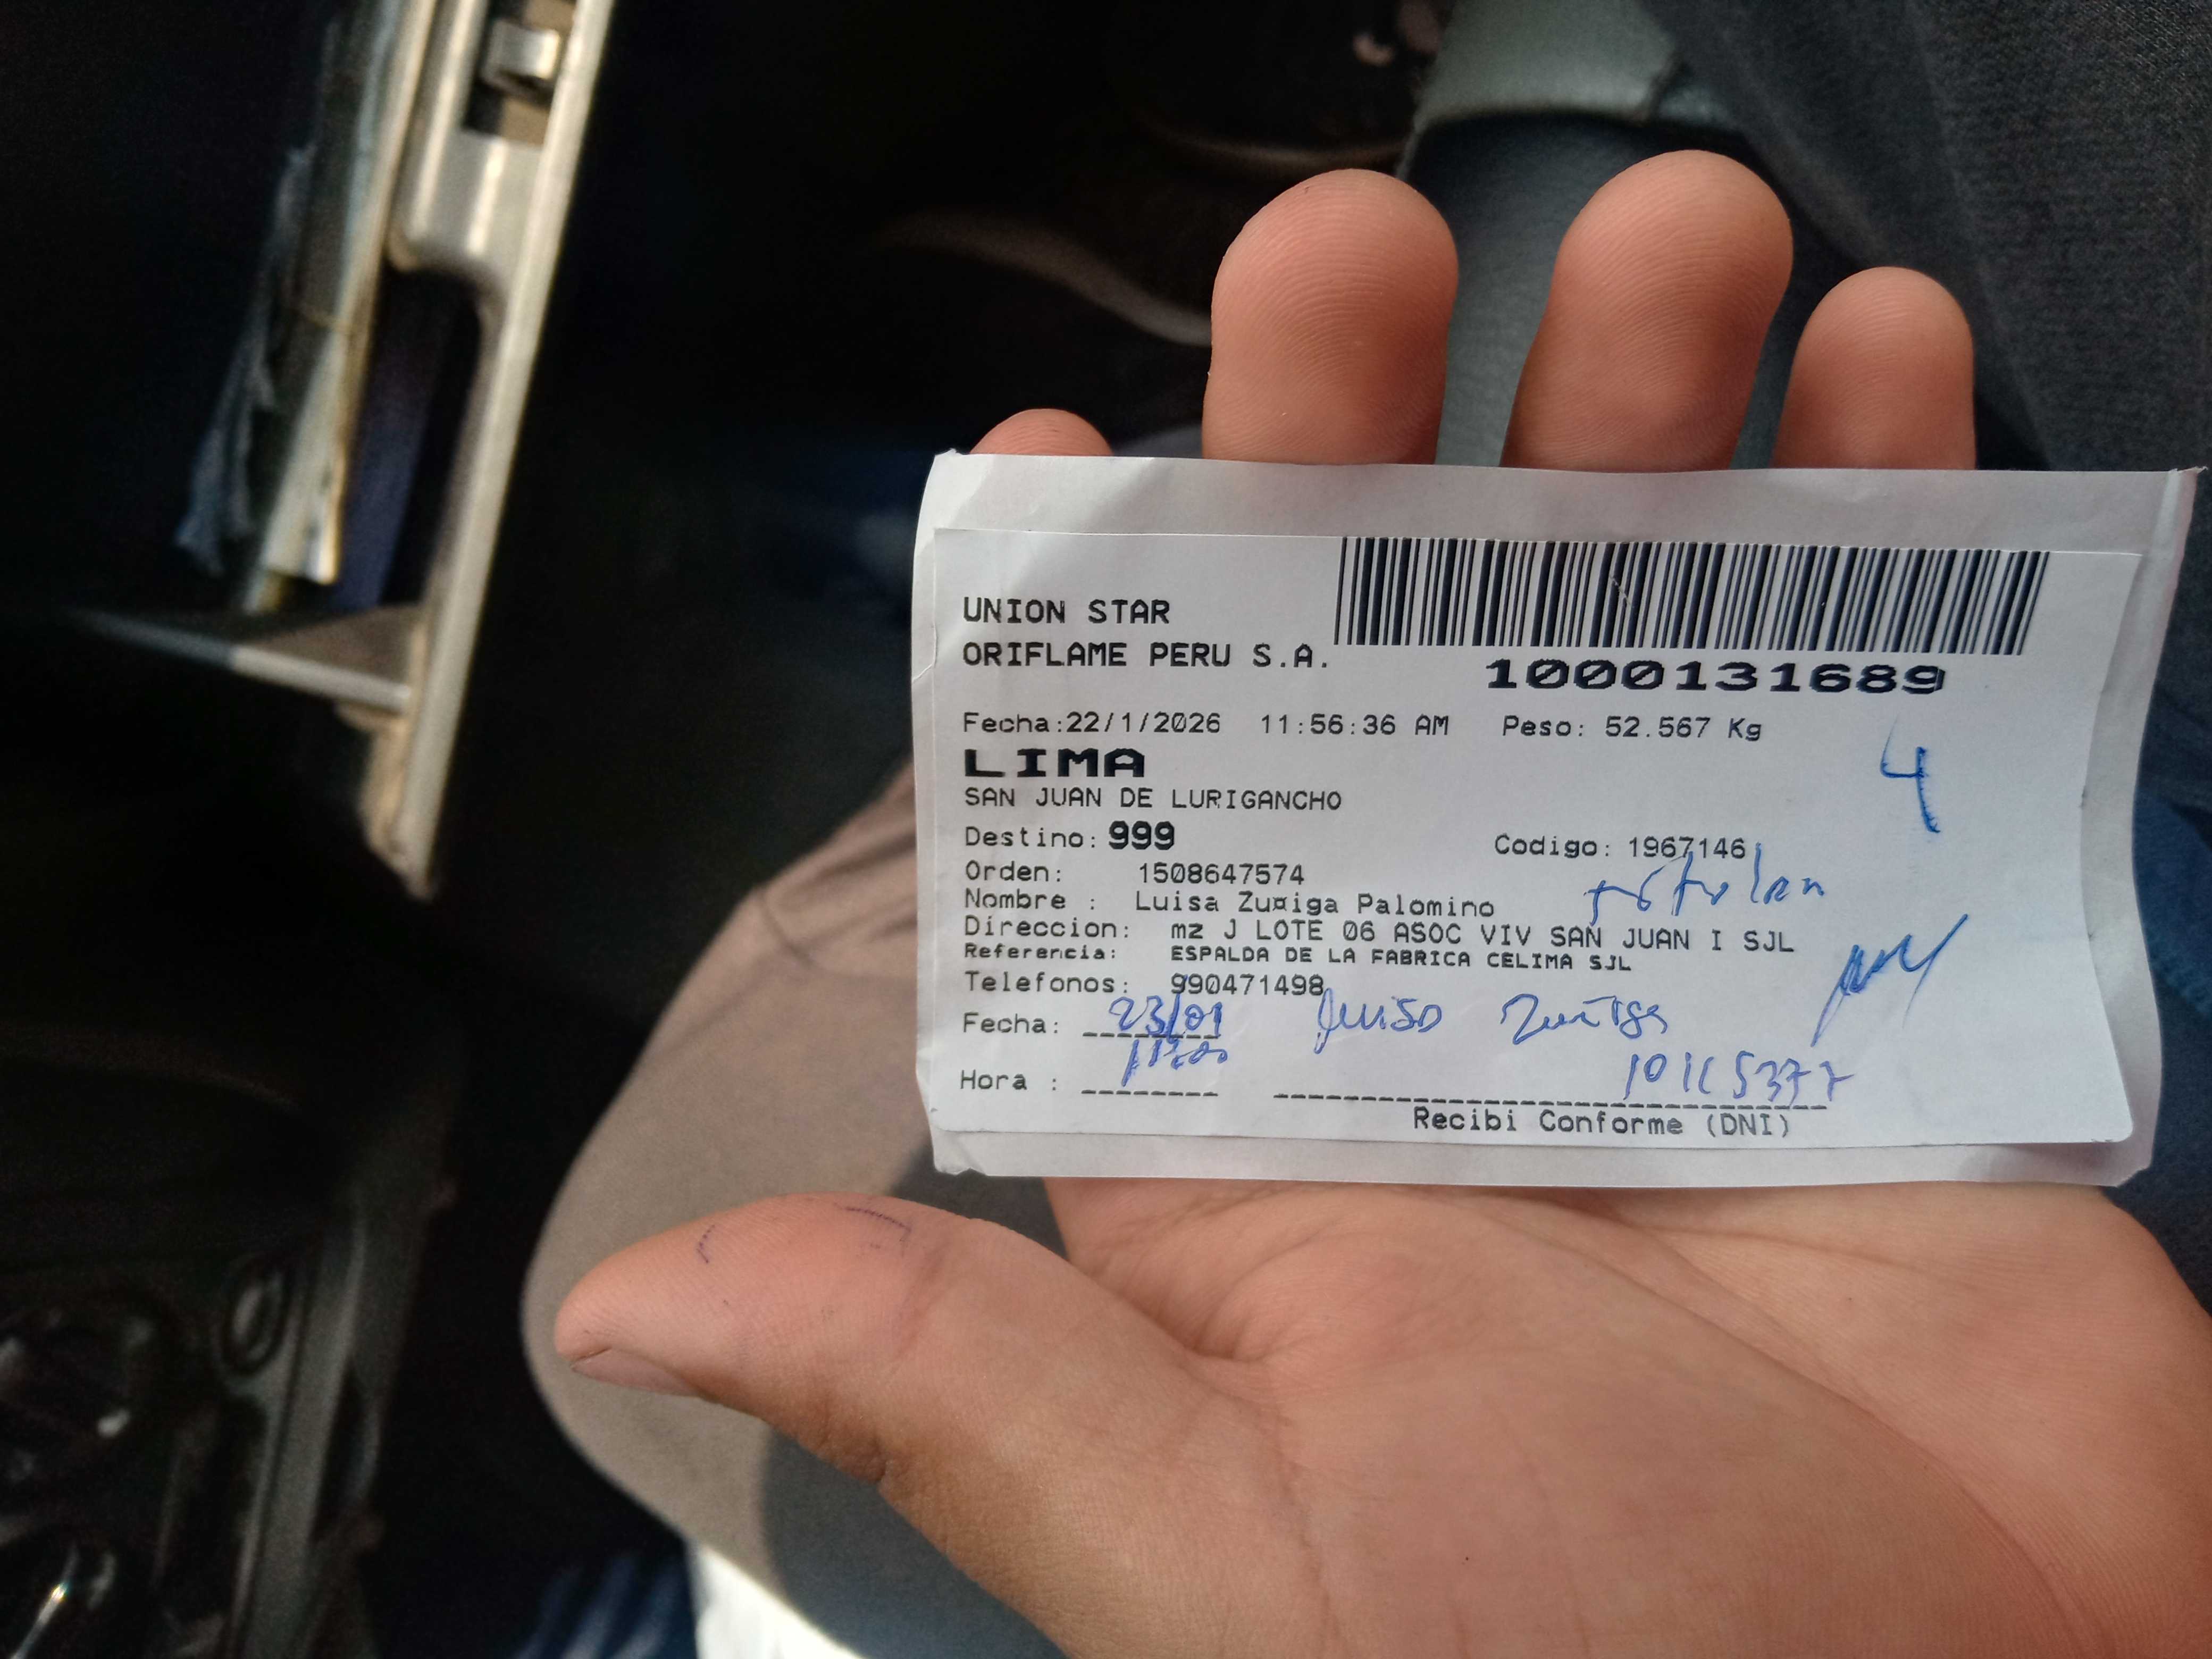 UNION STAR
ORIFLAME PERU S.A.
1000131689
Fecha:22/1/2026 11:56:36 AM Peso: 52.567 Kg
4
LIMA
SAN JUAN DE LURIGANCHO
Destino: 999 Codigo: 1967146
Orden: 1508647574
Nombre : Luisa Zu¤iga Palomino
Direccion: mz J LOTE 06 ASOC VIV SAN JUAN I SJL
Referencia: ESPALDA DE LA FABRICA CELIMA SJL
Telefonos: 990471498
Fecha: 23/01
Hora :
Recibi Conforme (DNI)